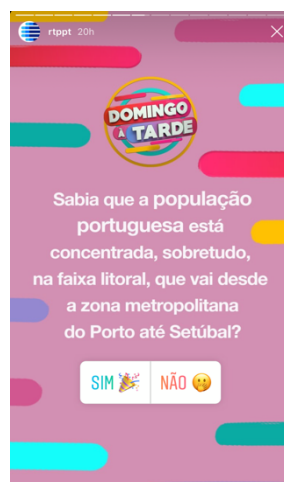 rtppt 20h
DOMINGO
À TARDE
Sabia que a população
portuguesa está
concentrada, sobretudo,
na faixa litoral, que vai desde
a zona metropolitana
do Porto até Setúbal?
SIM 🎉 NÃO 🤭